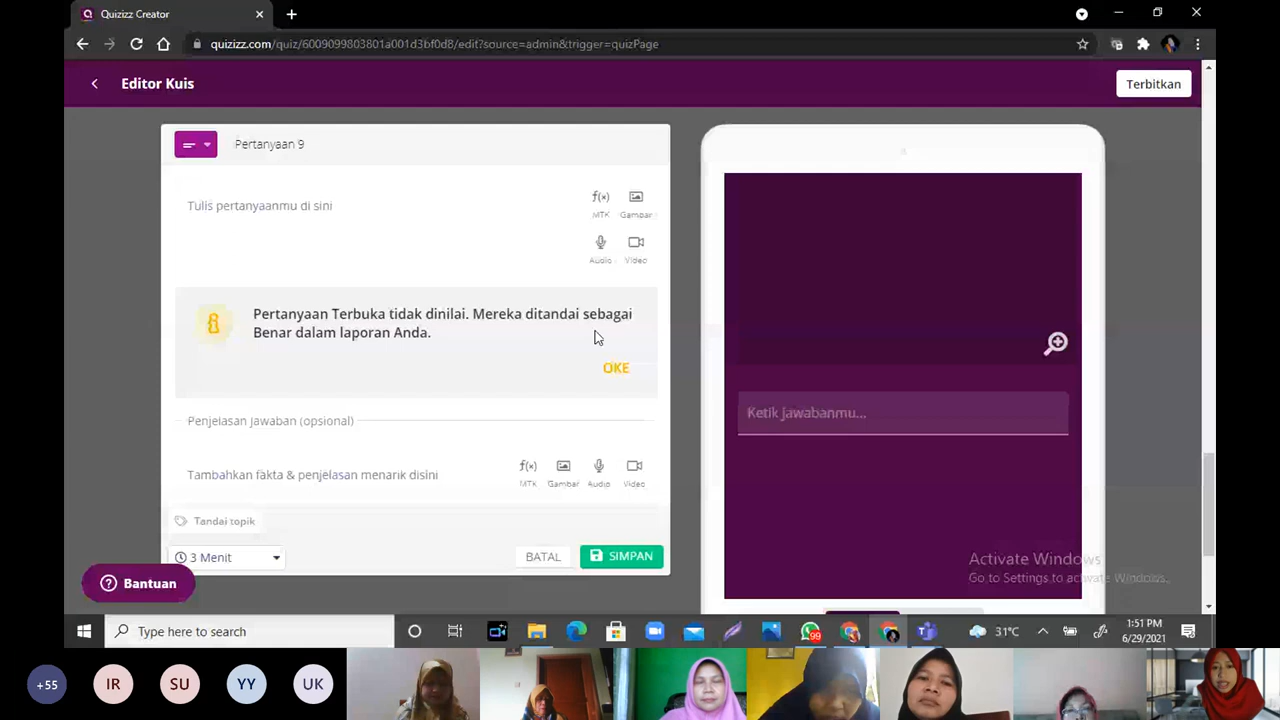 Quizizz Creator
quizizz.com/quiz/6009099803801a001d3bf0d8/edit?source=admin&trigger=quizPage
Editor Kuis
Terbitkan
Pertanyaan 9
Tulis pertanyaanmu di sini
f(x)
MTK
Gambar
Audio
Video
Pertanyaan Terbuka tidak dinilai. Mereka ditandai sebagai
Benar dalam laporan Anda.
OKE
Ketik jawabanmu...
Penjelasan jawaban (opsional)
Tambahkan fakta & penjelasan menarik disini
f(x)
MTK
Gambar
Audio
Video
Tandai topik
3 Menit
BATAL
SIMPAN
Bantuan
Activate Windows
Go to Settings to activate Windows.
Type here to search
99
31°C
1:51 PM
6/29/2021
+55
IR
SU
YY
UK